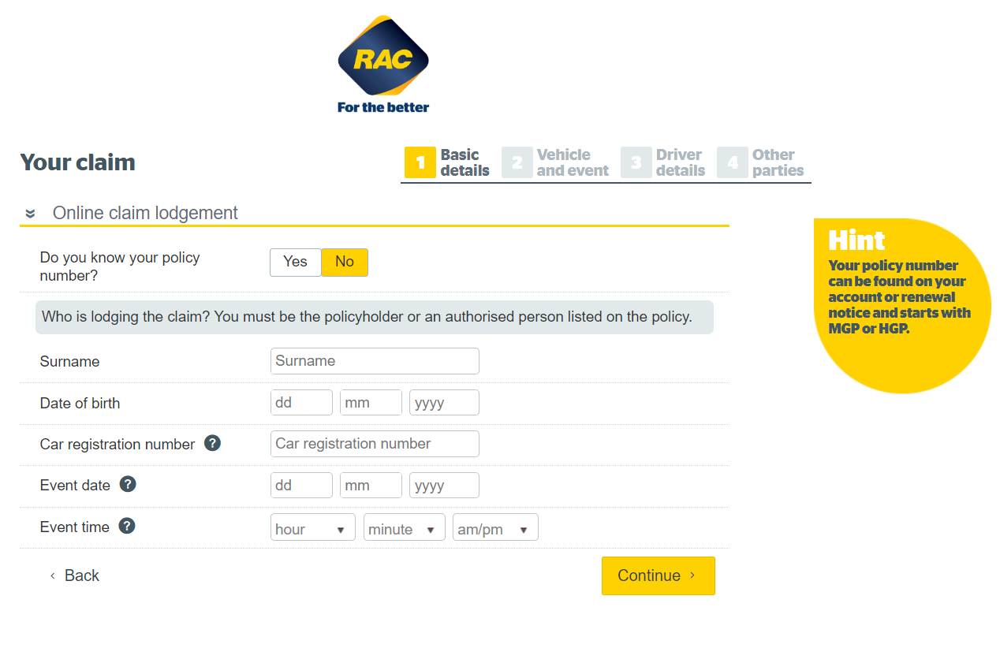 RAC
For the better
Your claim
1 Basic details
2 Vehicle and event
3 Driver details
4 Other parties
Online claim lodgement
Do you know your policy
number?
Yes No
Who is lodging the claim? You must be the policyholder or an authorised person listed on the policy.
Surname Surname
Date of birth dd mm yyyy
Car registration number ? Car registration number
Event date ? dd mm yyyy
Event time ? hour minute am/pm
‹ Back
Continue ›
Hint
Your policy number
can be found on your
account or renewal
notice and starts with
MGP or HGP.